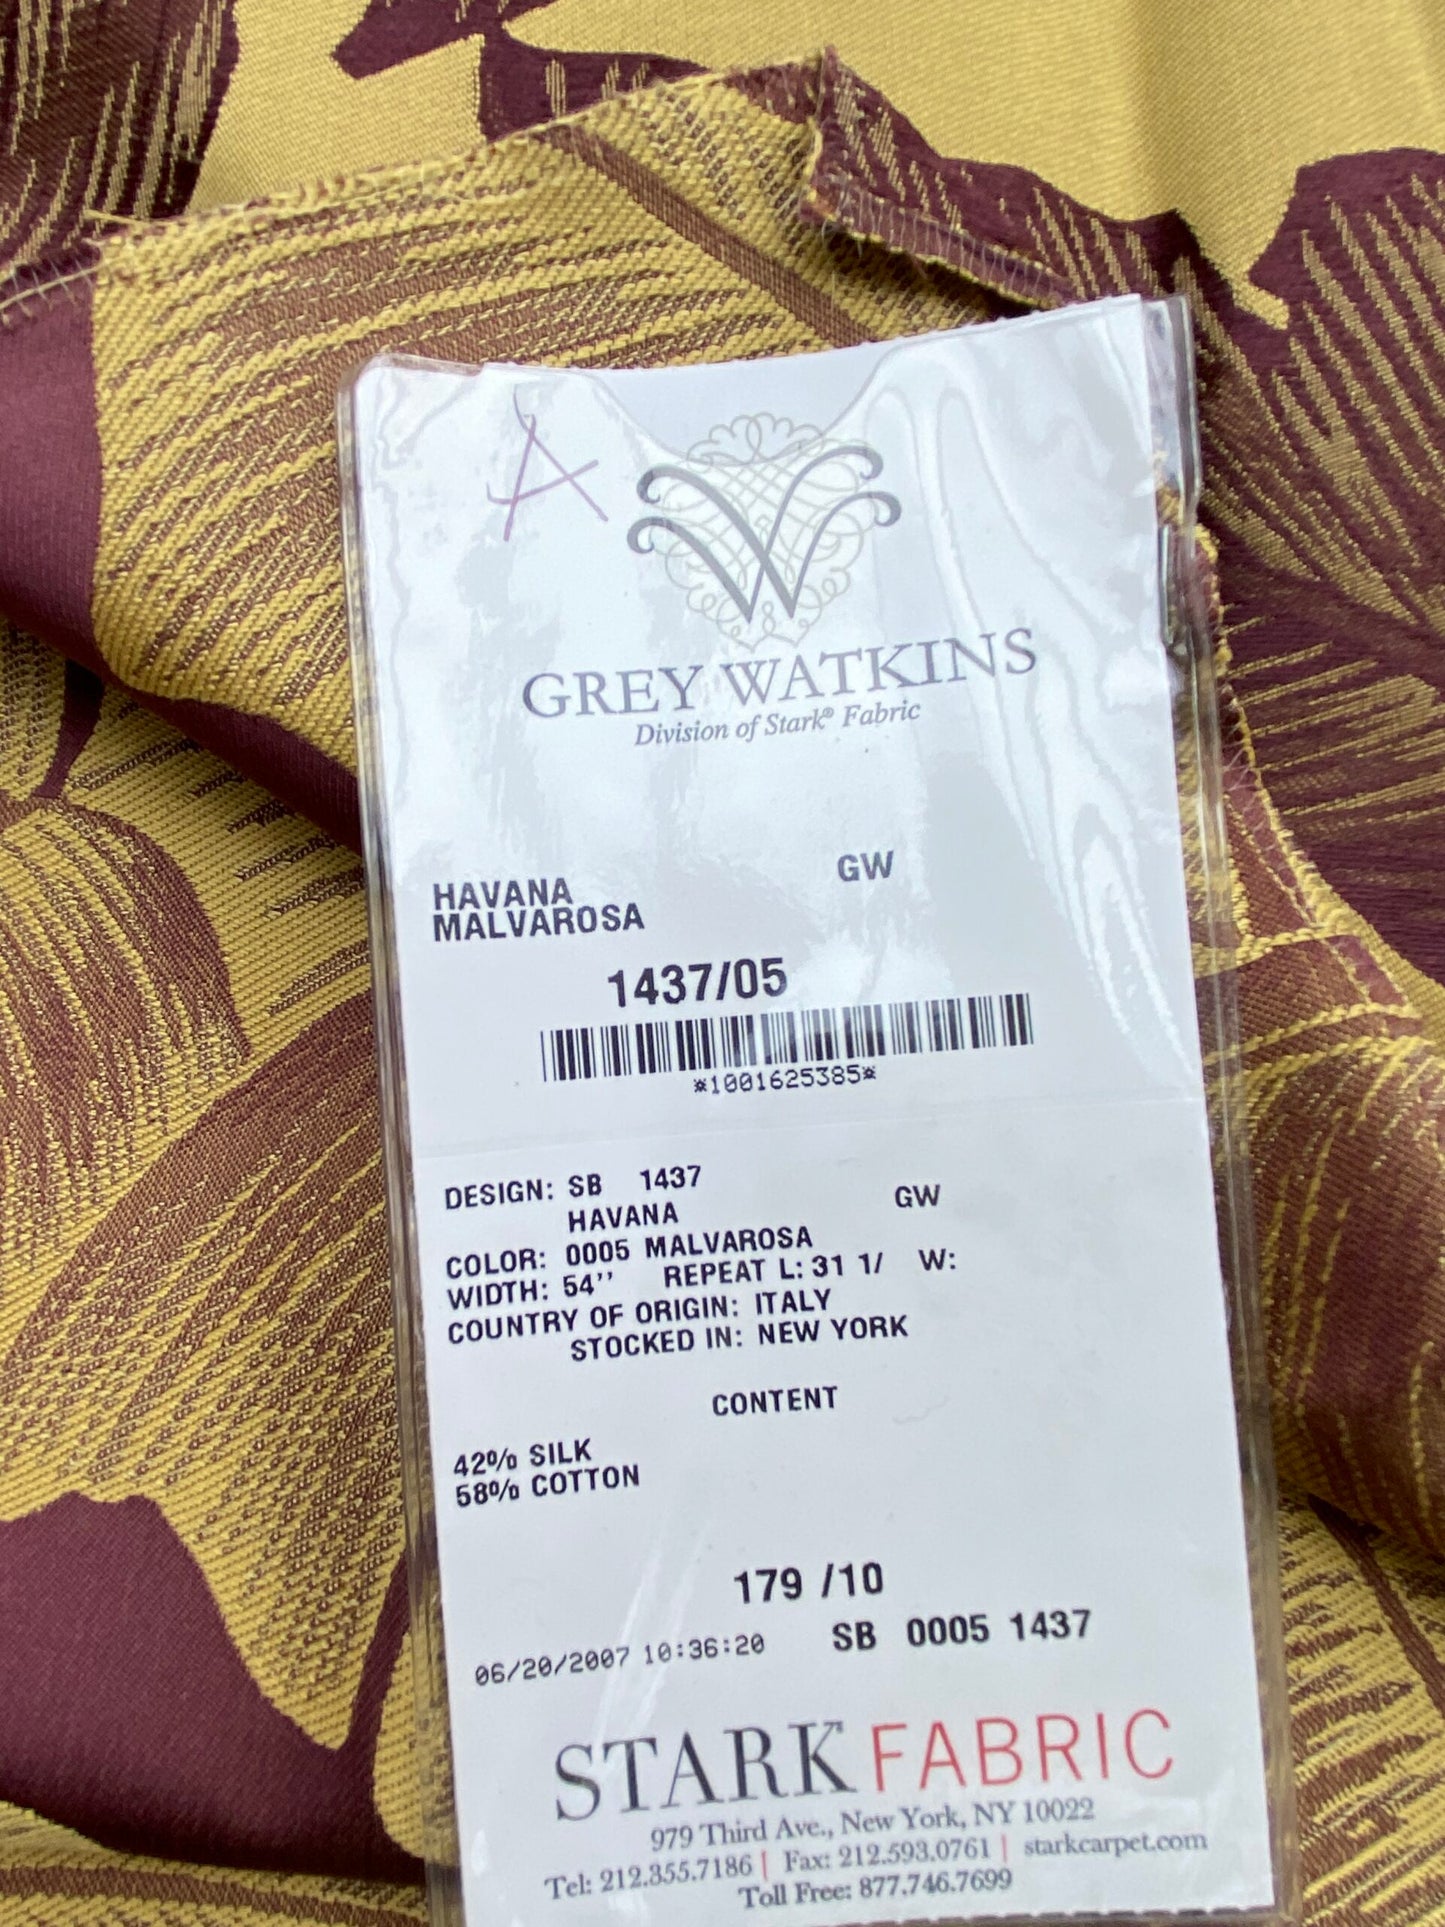 A
W
GREY WATKINS
Division of Stark® Fabric
HAVANA GW
MALVAROSA
1437/05
*1001625385*
DESIGN: SB 1437
HAVANA GW
COLOR: 0005 MALVAROSA
WIDTH: 54'' REPEAT L: 31 1/ W:
COUNTRY OF ORIGIN: ITALY
STOCKED IN: NEW YORK
CONTENT
42% SILK
58% COTTON
179 /10
06/20/2007 10:36:20 SB 0005 1437
STARK FABRIC
979 Third Ave., New York, NY 10022
Tel: 212.355.7186 | Fax: 212.593.0761 | starkcarpet.com
Toll Free: 877.746.7699